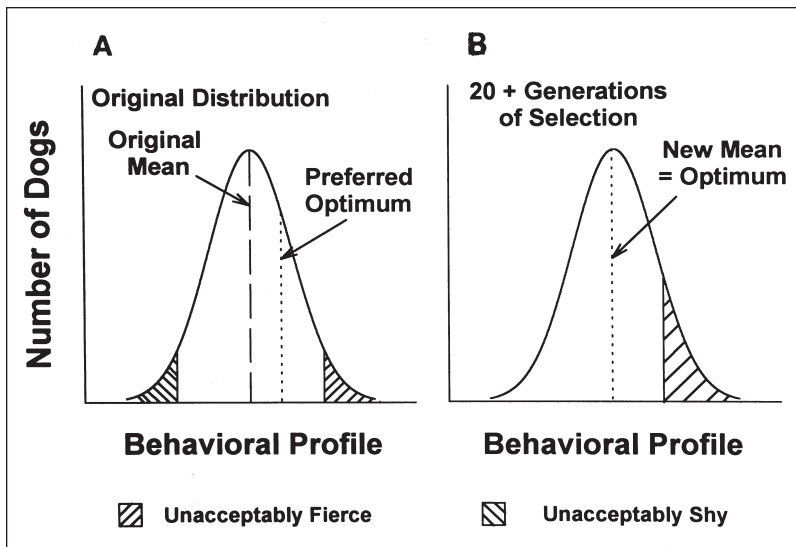 A
Original Distribution
Original
Mean
Preferred
Optimum
Number of Dogs
Behavioral Profile
B
20 + Generations
of Selection
New Mean
= Optimum
Behavioral Profile
Unacceptably Fierce
Unacceptably Shy